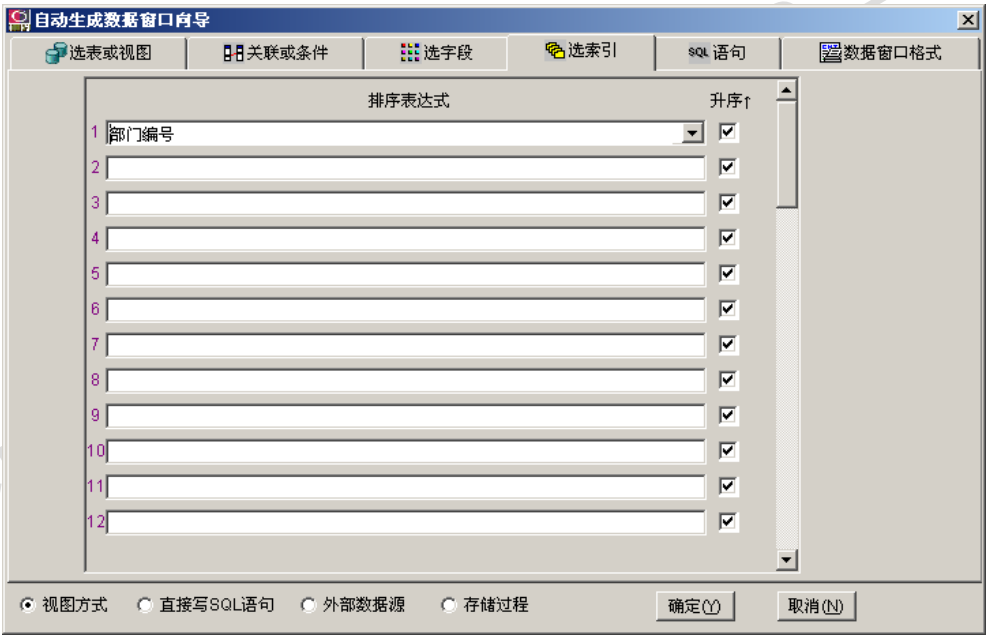 自动生成数据窗口向导
选表或视图 关联或条件 选字段 选索引 SQL 语句 数据窗口格式
排序表达式 升序↑
1 部门编号
2
3
4
5
6
7
8
9
10
11
12
视图方式 直接写SQL语句 外部数据源 存储过程 确定(Y) 取消(N)